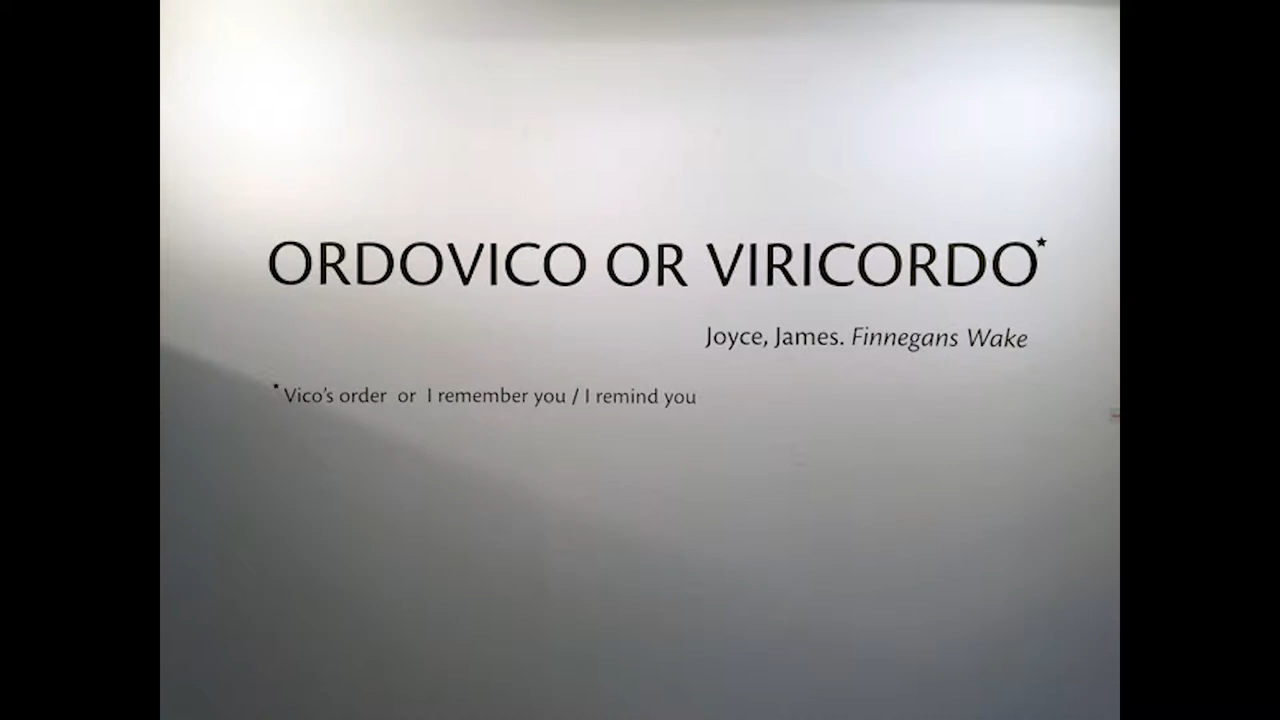 ORDOVICO OR VIRICORDO★
Joyce, James. Finnegans Wake
★ Vico's order or I remember you / I remind you